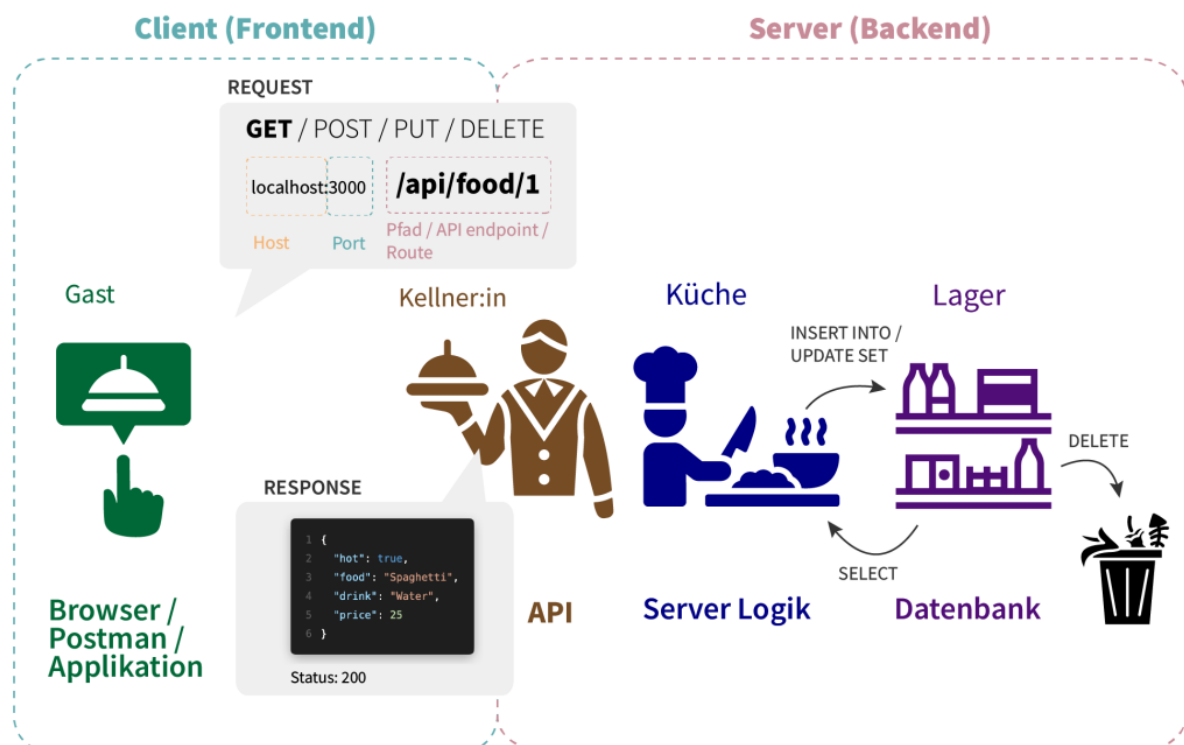 Client (Frontend)
Server (Backend)
REQUEST
GET / POST / PUT / DELETE
localhost:3000
/api/food/1
Host
Port
Pfad / API endpoint /
Route
Gast
Kellner:in
Küche
Lager
INSERT INTO /
UPDATE SET
DELETE
SELECT
RESPONSE
1 {
2 "hot": true,
3 "food": "Spaghetti",
4 "drink": "Water",
5 "price": 25
6 }
Status: 200
Browser /
Postman /
Applikation
API
Server Logik
Datenbank